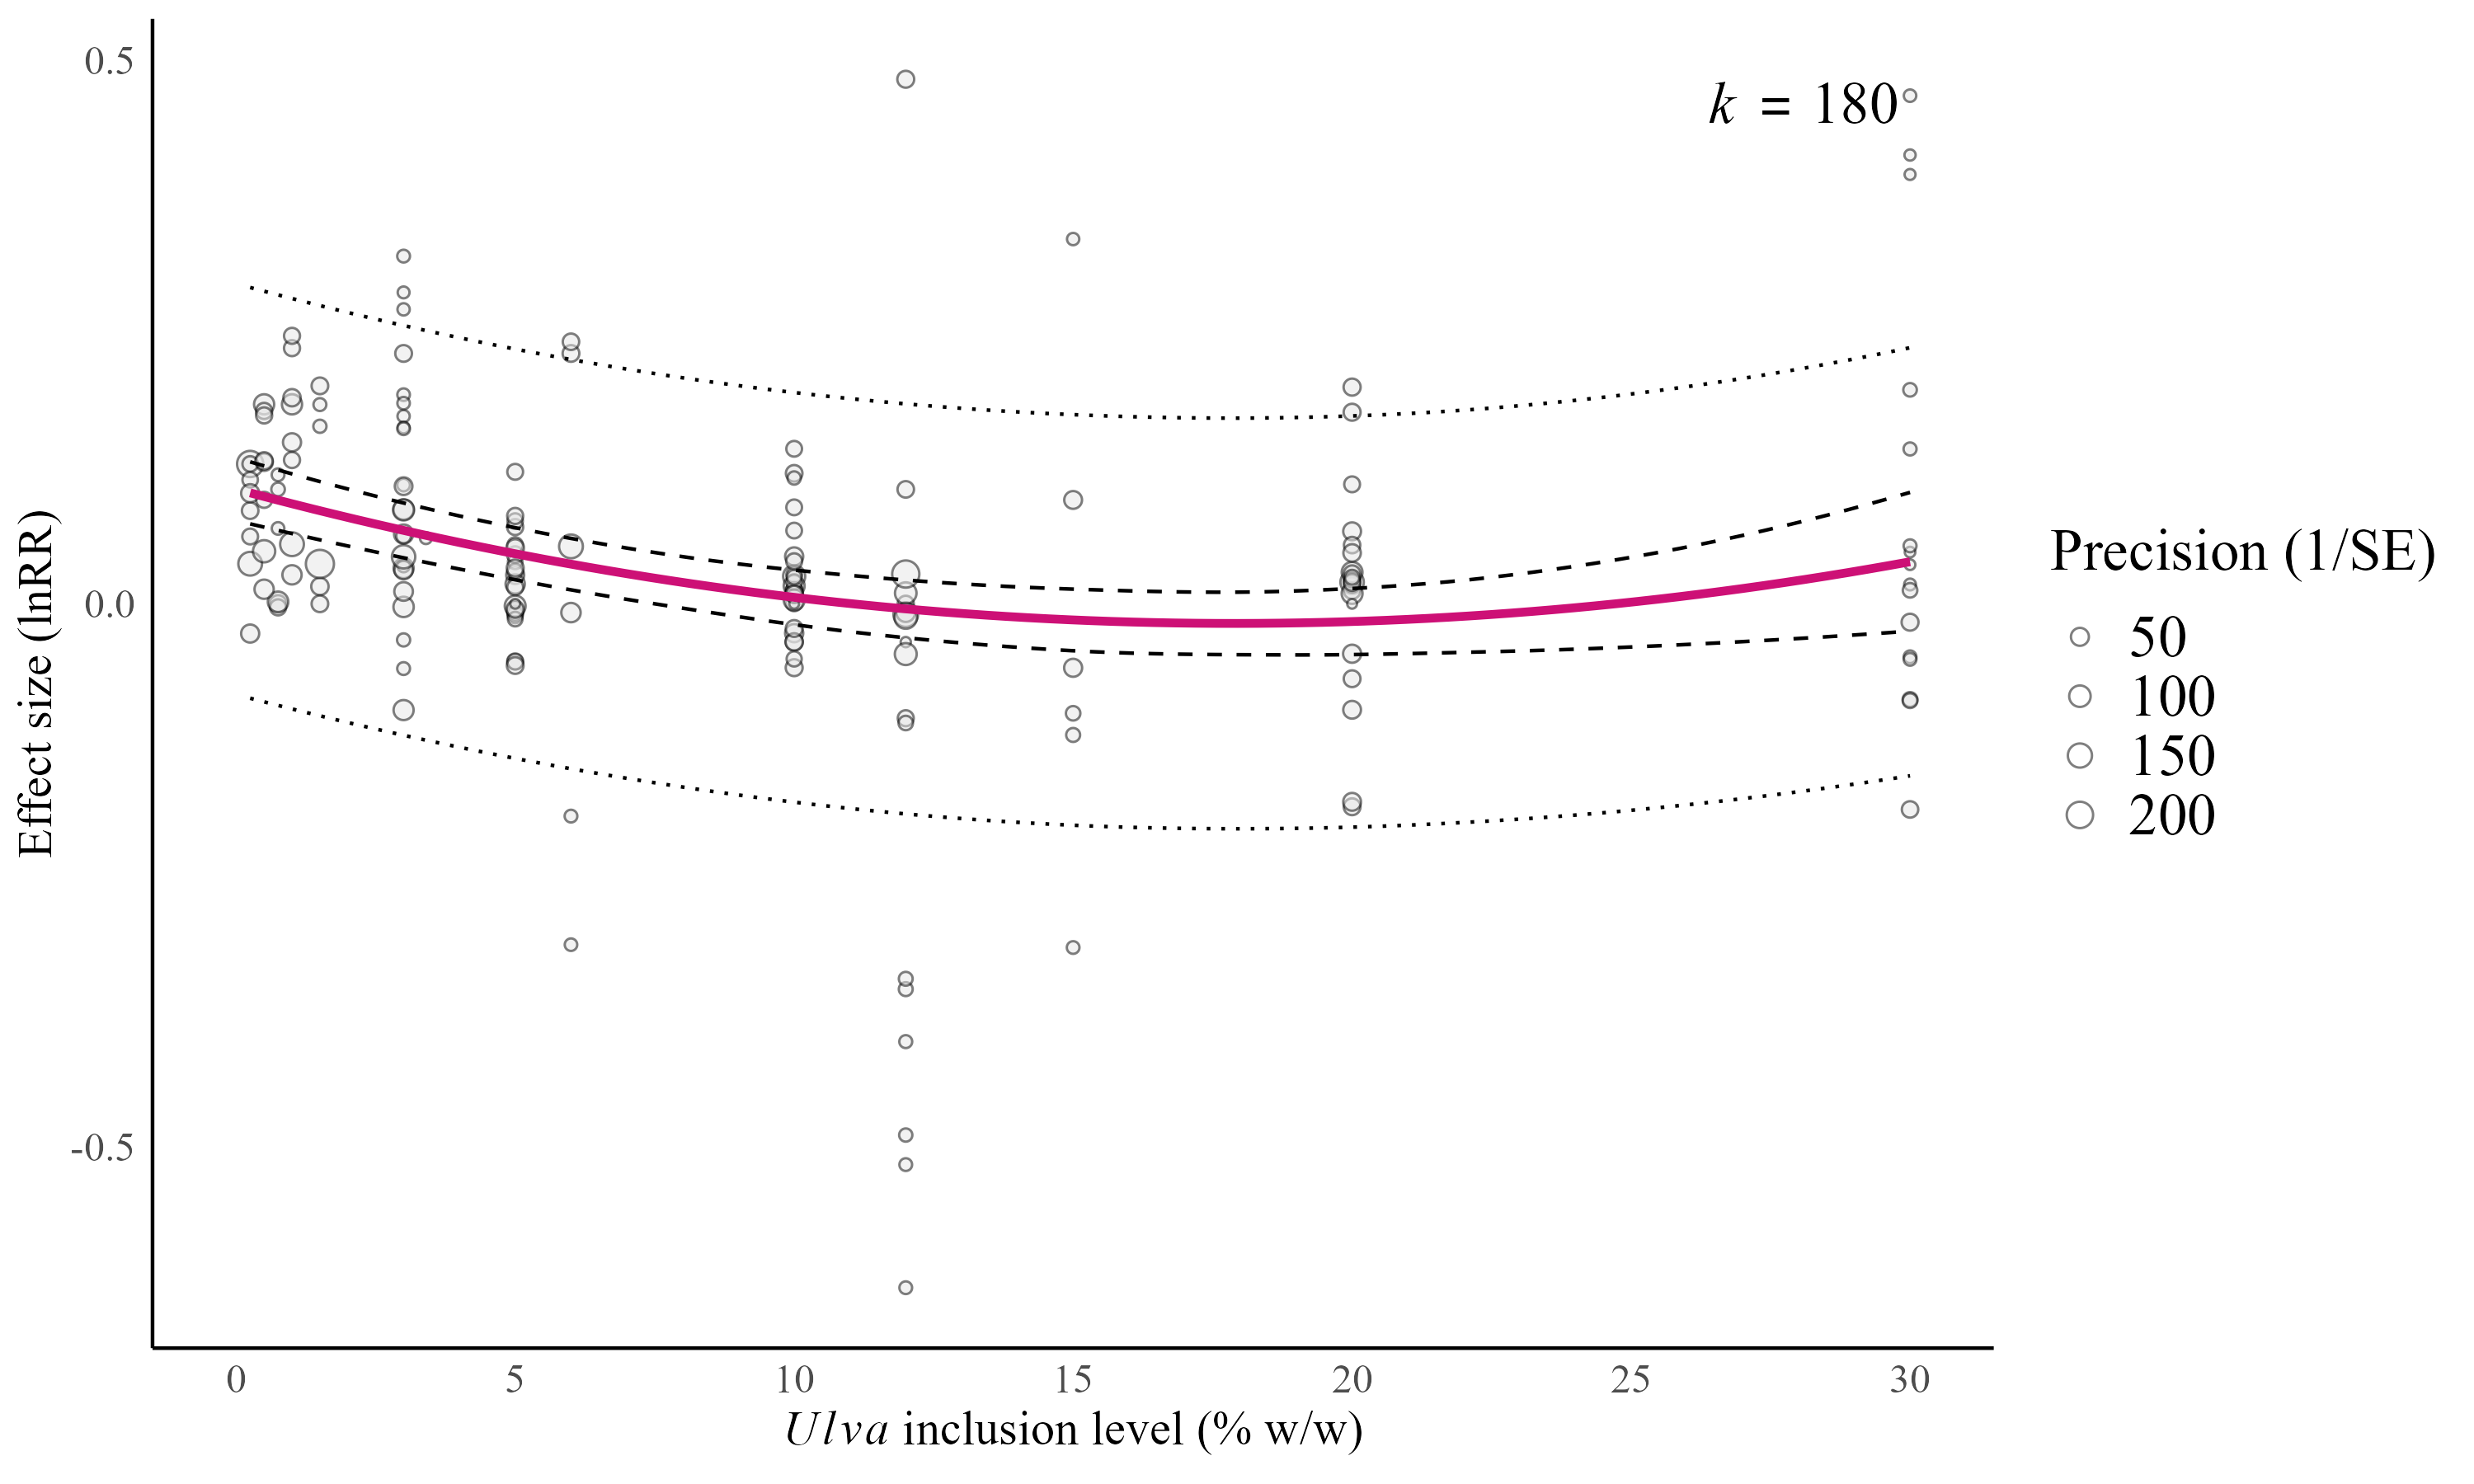 k = 180
0.5
0.0
-0.5
Effect size (lnRR)
0 5 10 15 20 25 30
Ulva inclusion level (% w/w)
Precision (1/SE)
50
100
150
200